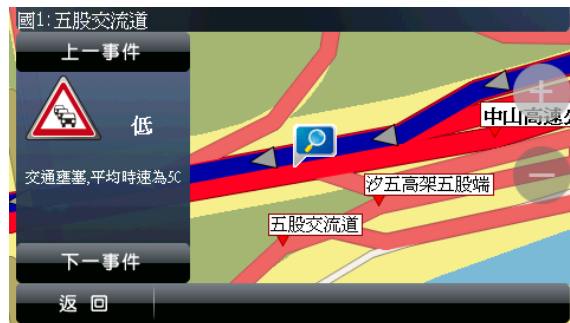 國1:五股交流道
上一事件
低
交通壅塞,平均時速為50
下一事件
返回
中山高速公
汐五高架五股端
五股交流道